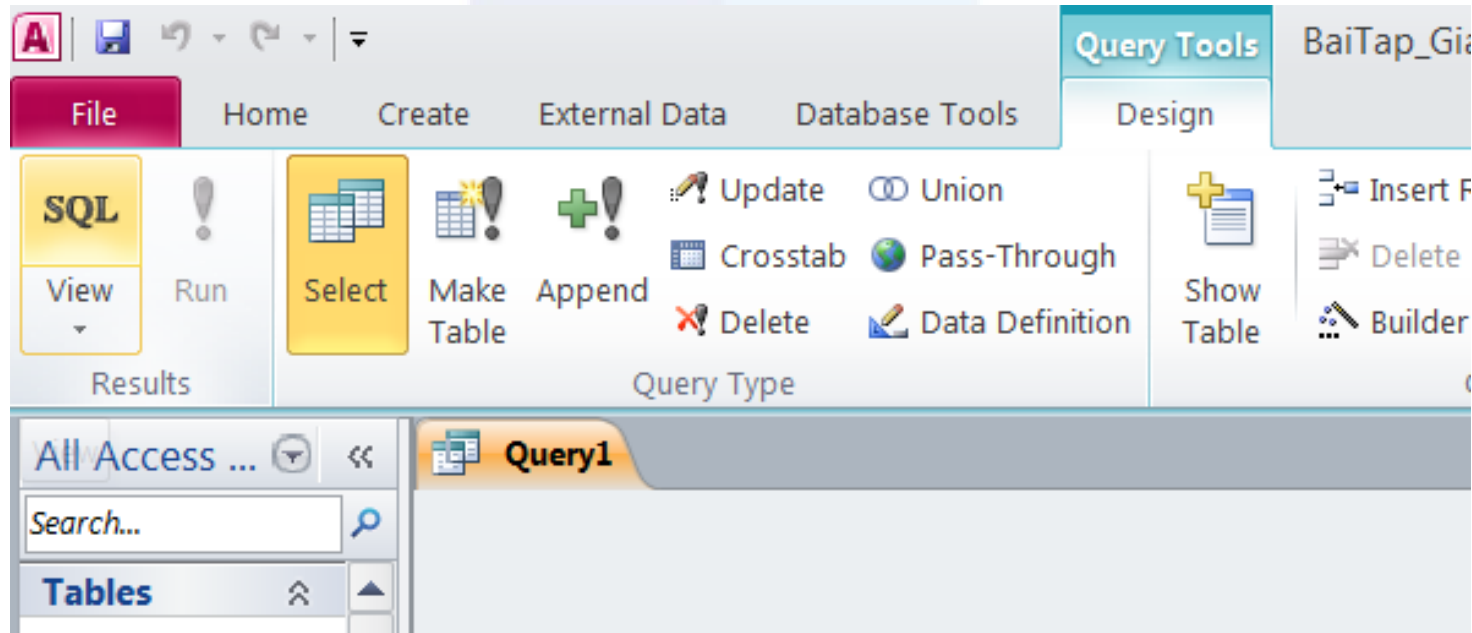 A
Query Tools
BaiTap_Gia
File Home Create External Data Database Tools Design
SQL
View
Run
Select
Make
Table
Append
Update
Crosstab
Delete
Union
Pass-Through
Data Definition
Show
Table
Insert R
Delete
Builder
Results
Query Type
All Access ...
Query1
Search...
Tables